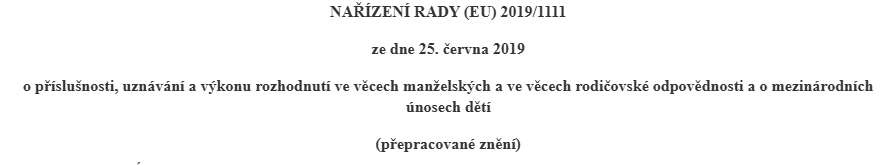 NAŘÍZENÍ RADY (EU) 2019/1111
ze dne 25. června 2019
o příslušnosti, uznávání a výkonu rozhodnutí ve věcech manželských a ve věcech rodičovské odpovědnosti a o mezinárodních
únosech dětí
(přepracované znění)